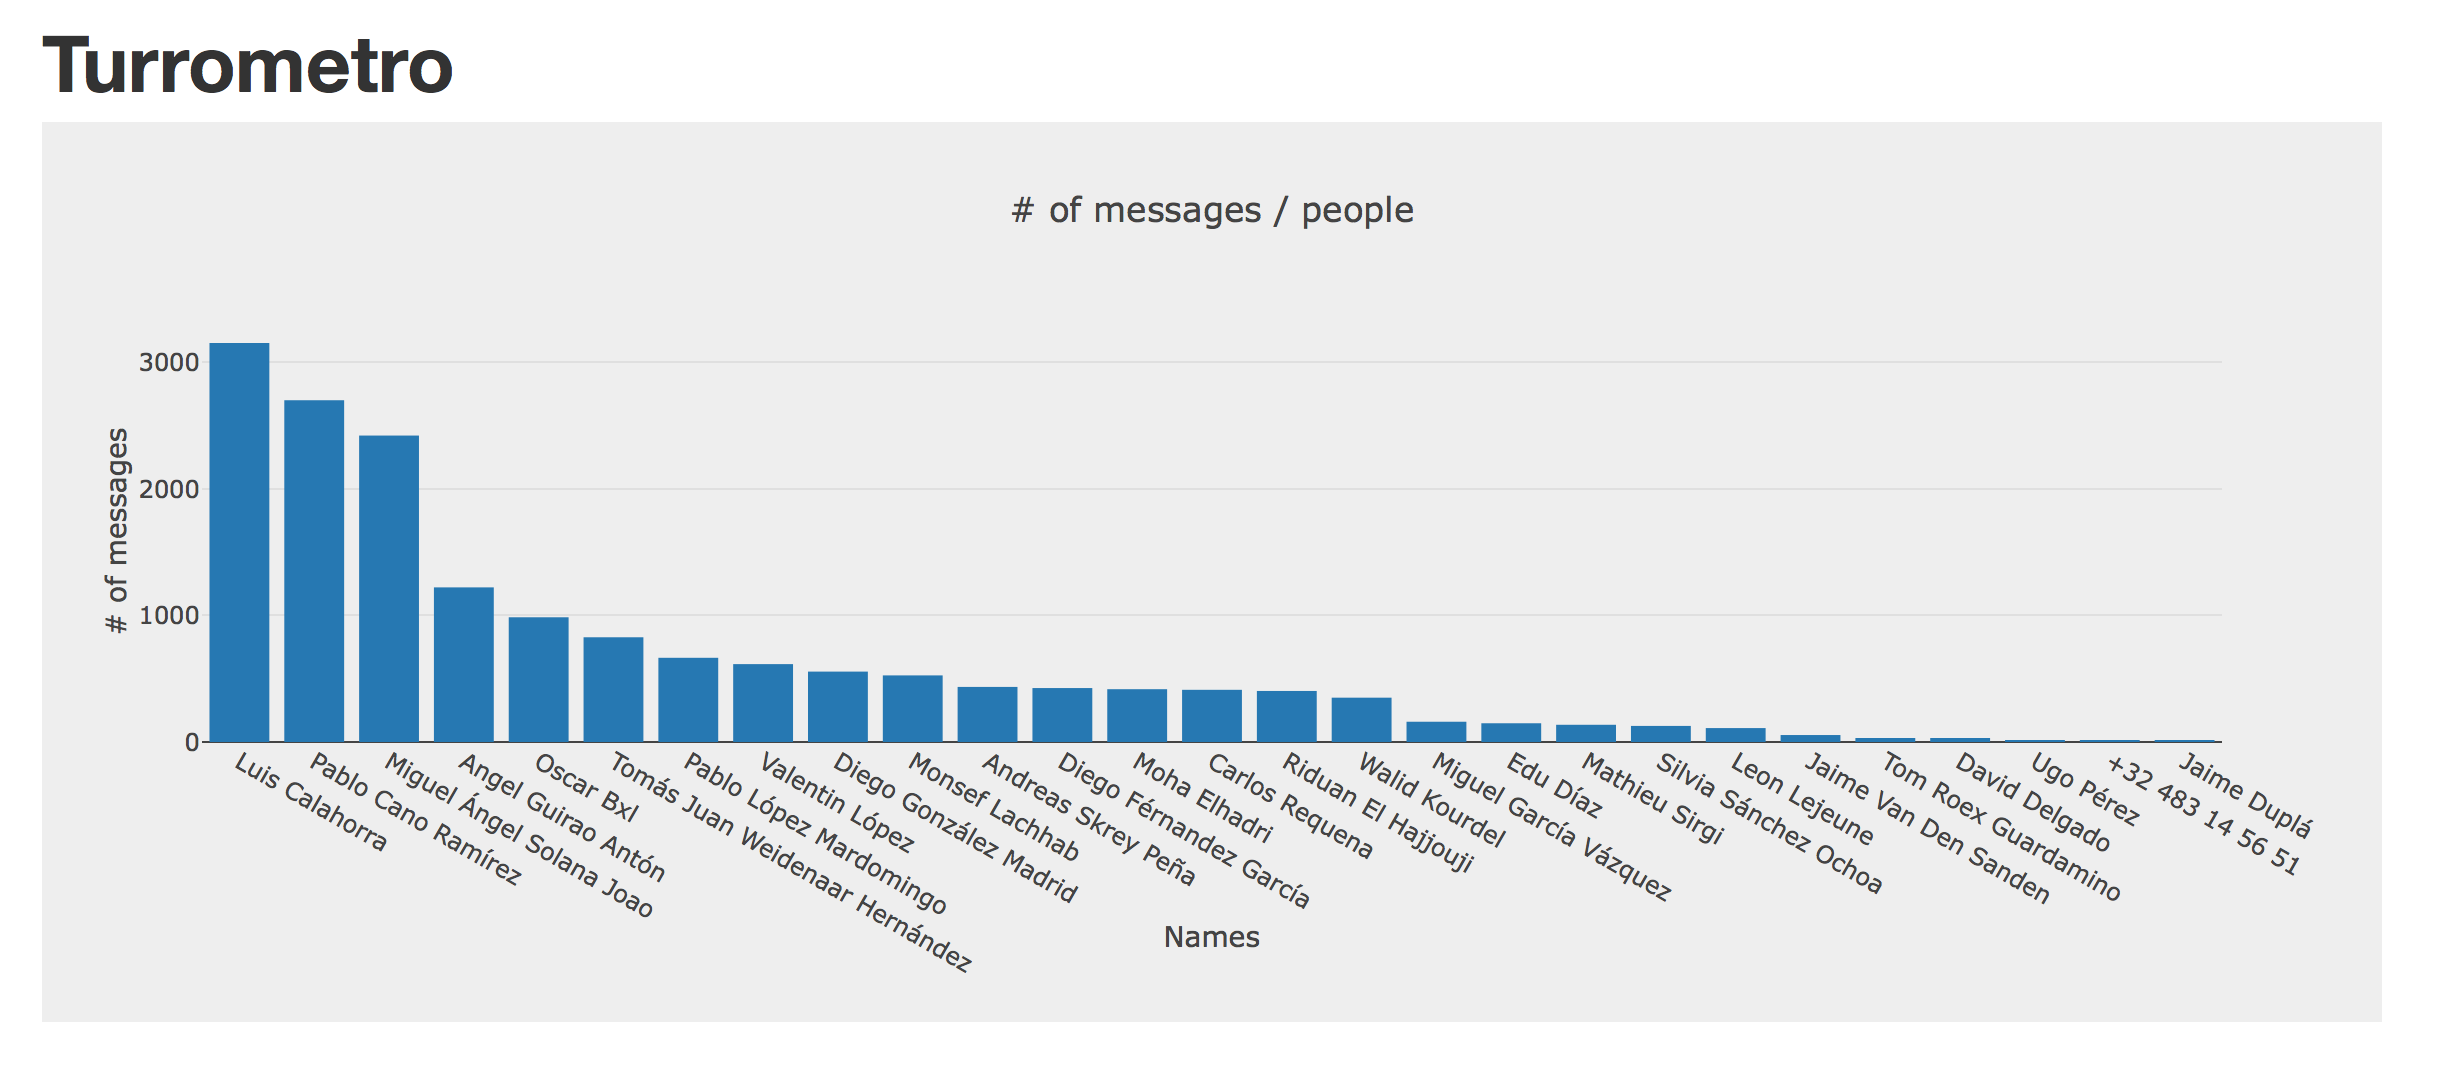 Turrometro
# of messages / people
# of messages
3000
2000
1000
0
Luis Calahorra
Pablo Cano Ramírez
Miguel Ángel Solana Joao
Angel Guirao Antón
Oscar Bxl
Tomás Juan Weidenaar Hernández
Pablo López Mardomingo
Valentin López
Diego González Madrid
Monsef Lachhab
Andreas Skrey Peña
Diego Férnandez García
Moha Elhadri
Carlos Requena
Riduan El Hajjouji
Walid Kourdel
Miguel García Vázquez
Edu Díaz
Mathieu Sirgi
Silvia Sánchez Ochoa
Leon Lejeune
Jaime Van Den Sanden
Tom Roex Guardamino
David Delgado
Ugo Pérez
+32 483 14 56 51
Jaime Duplá
Names